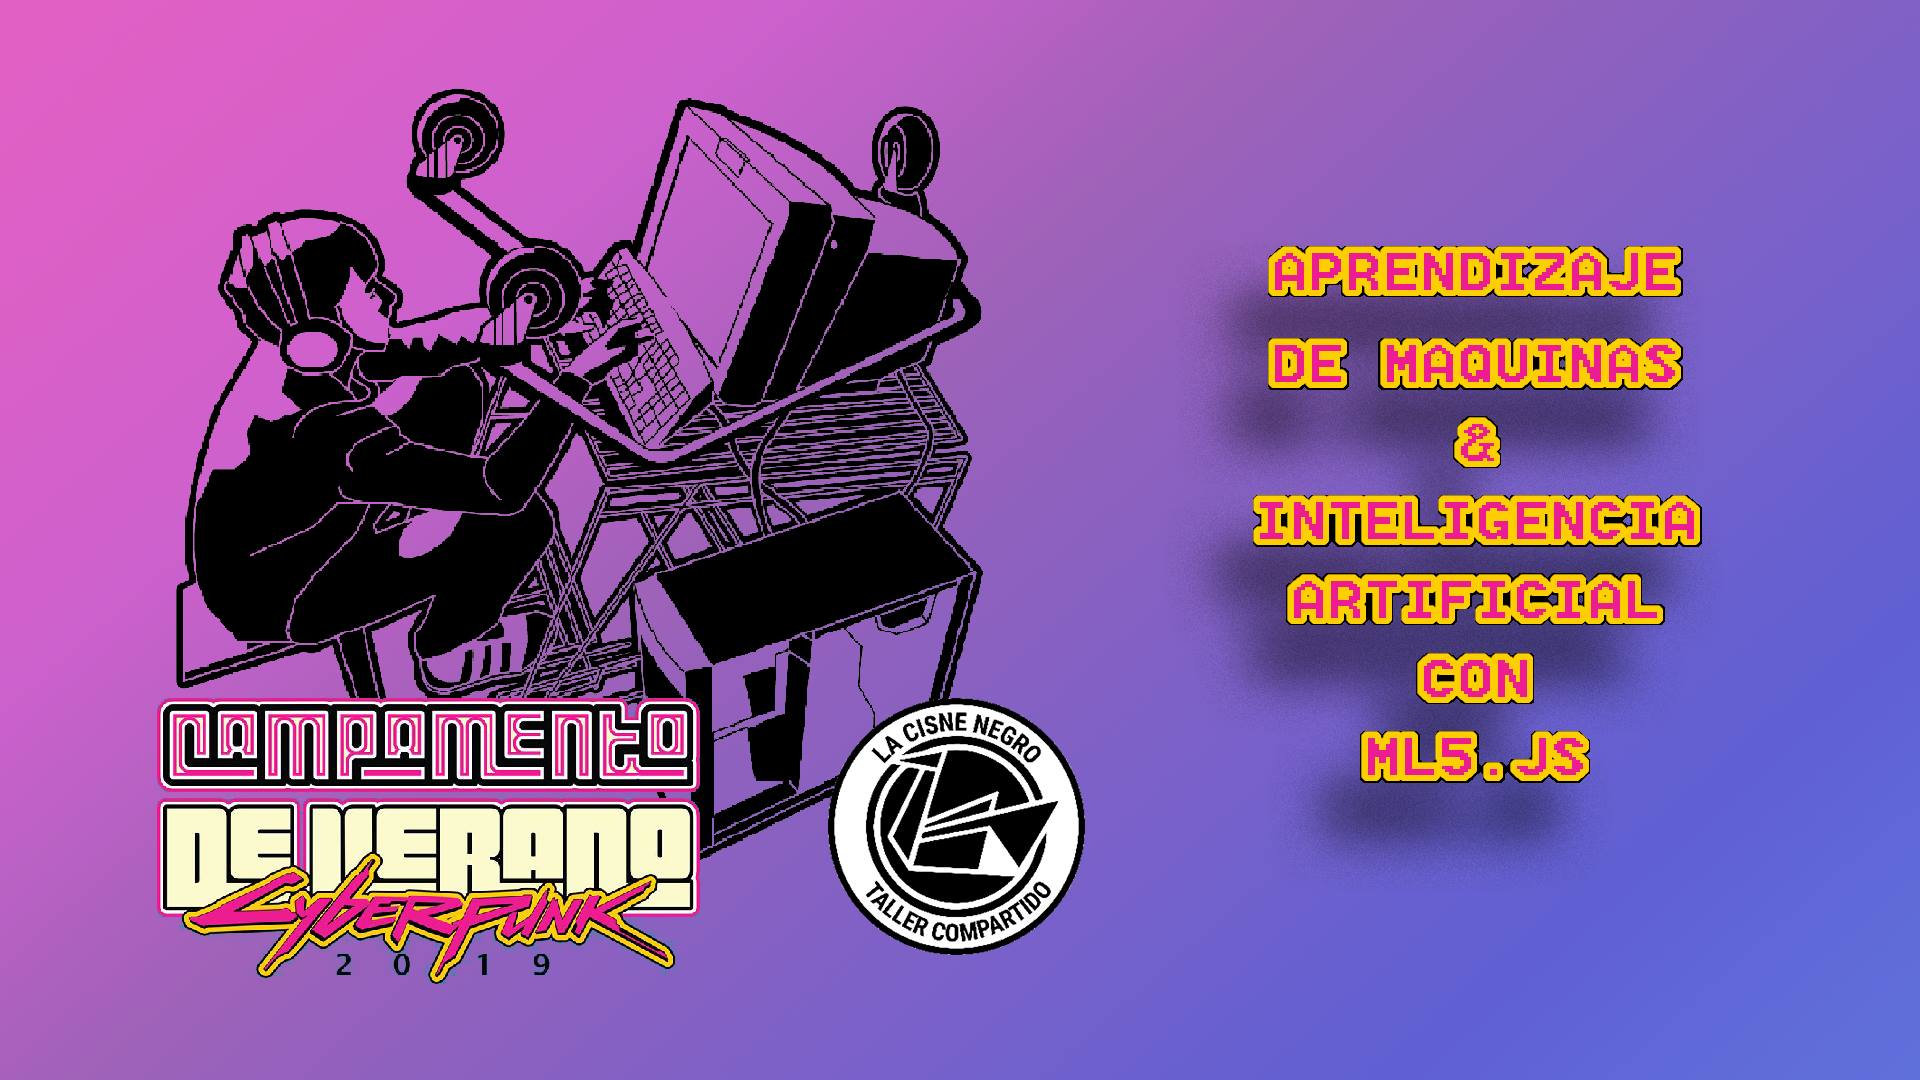 CAMPAMENTO
DE VERANO
CYBERPUNK
2019
LA CISNE NEGRO
TALLER COMPARTIDO
APRENDIZAJE
DE MAQUINAS
&
INTELIGENCIA
ARTIFICIAL
CON
ML5.JS